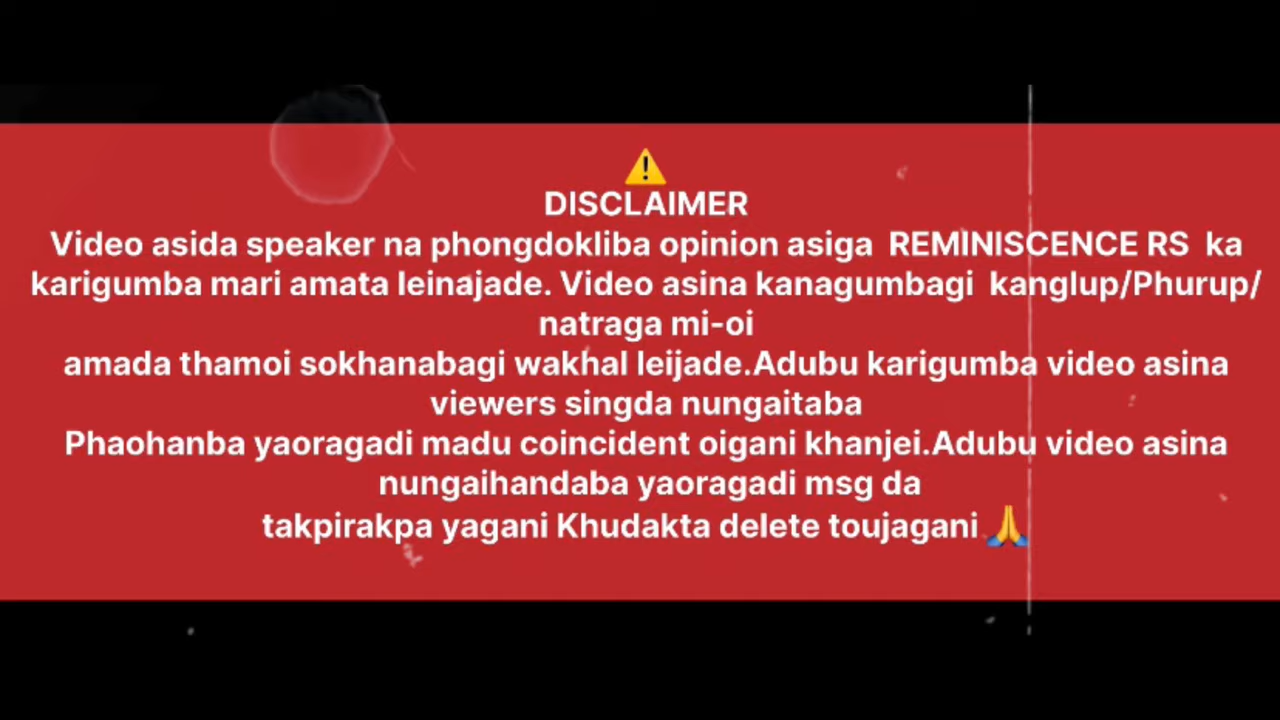 ⚠️
DISCLAIMER
Video asida speaker na phongdokliba opinion asiga REMINISCENCE RS ka
karigumba mari amata leinajade. Video asina kanagumbagi kanglup/Phurup/
natraga mi-oi
amada thamoi sokhanabagi wakhal leijade.Adubu karigumba video asina
viewers singda nungaitaba
Phaohanba yaoragadi madu coincident oigani khanjei.Adubu video asina
nungaihandaba yaoragadi msg da
takpirakpa yagani Khudakta delete toujagani🙏